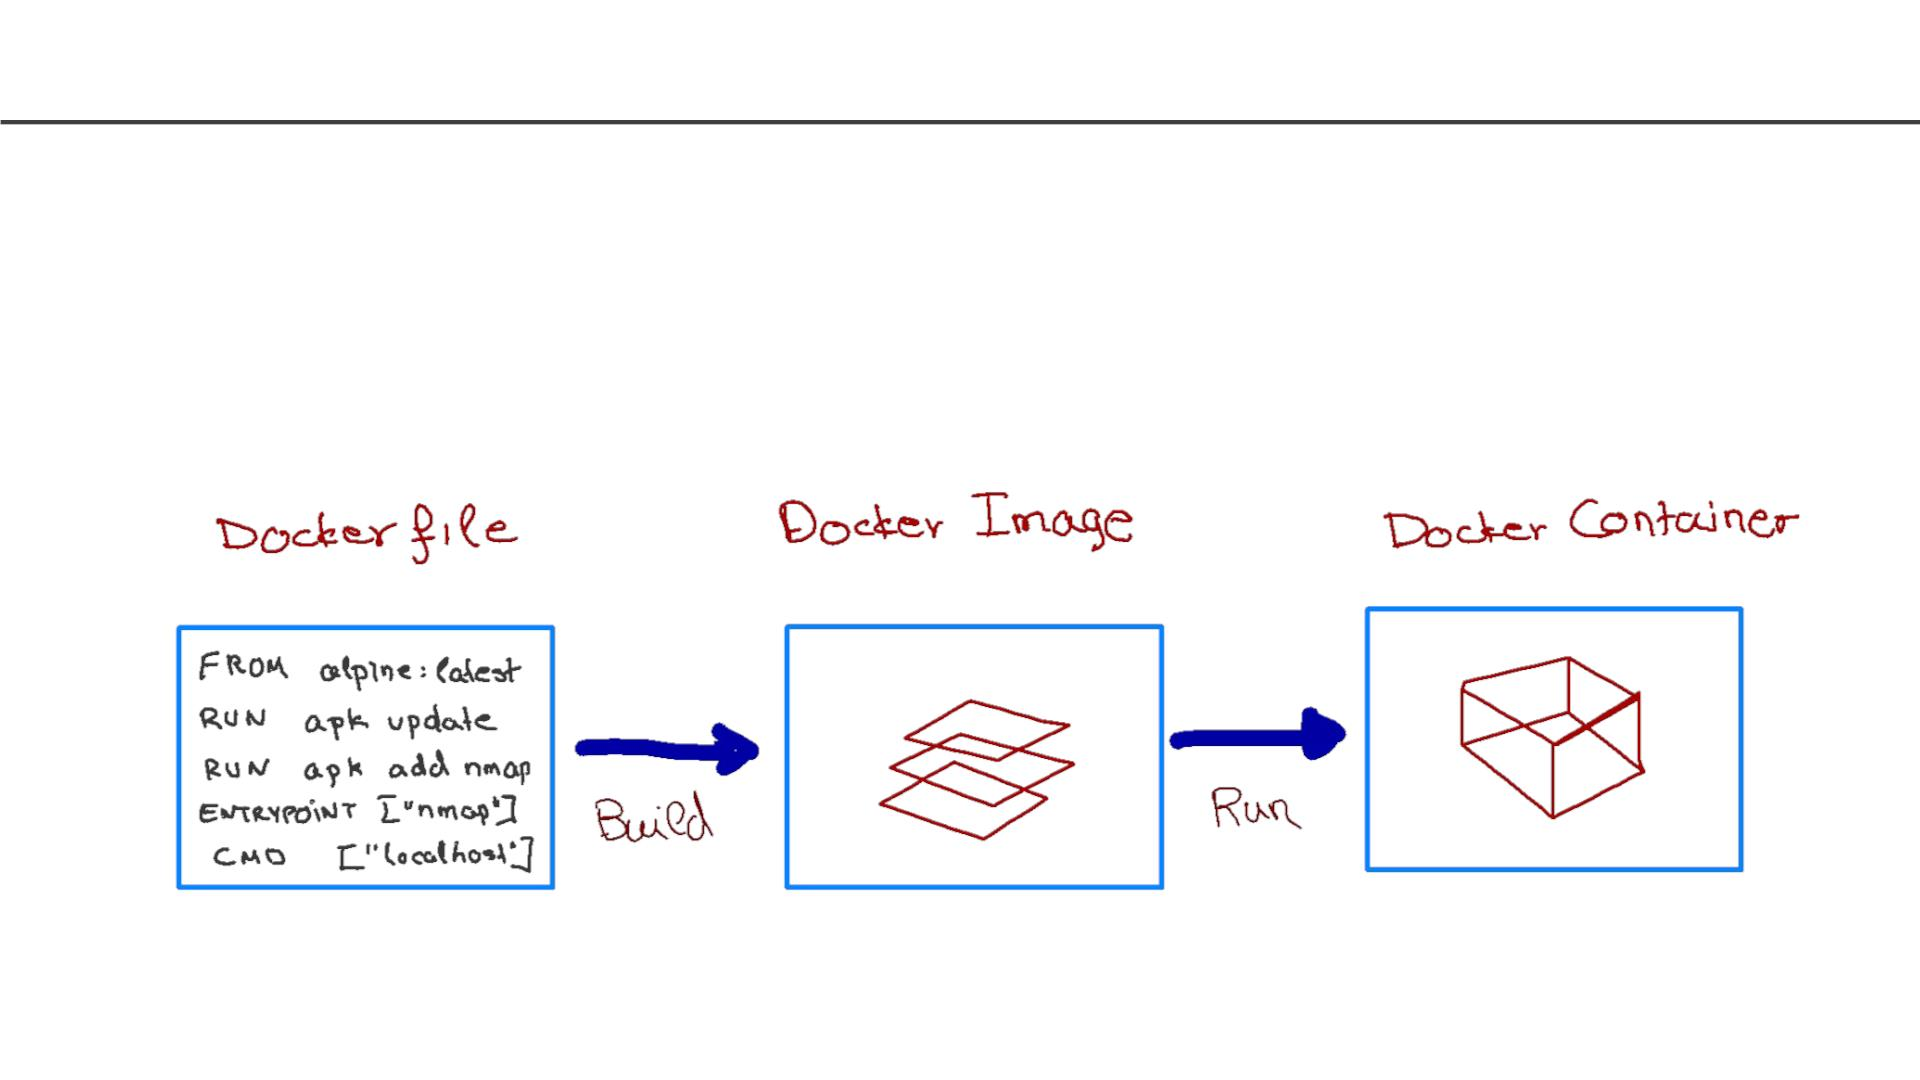 Dockerfile
Docker Image
Docker Container
FROM alpine:latest
RUN apk update
RUN apk add nmap
ENTRYPOINT ["nmap"]
CMD ["localhost"]
Build
Run